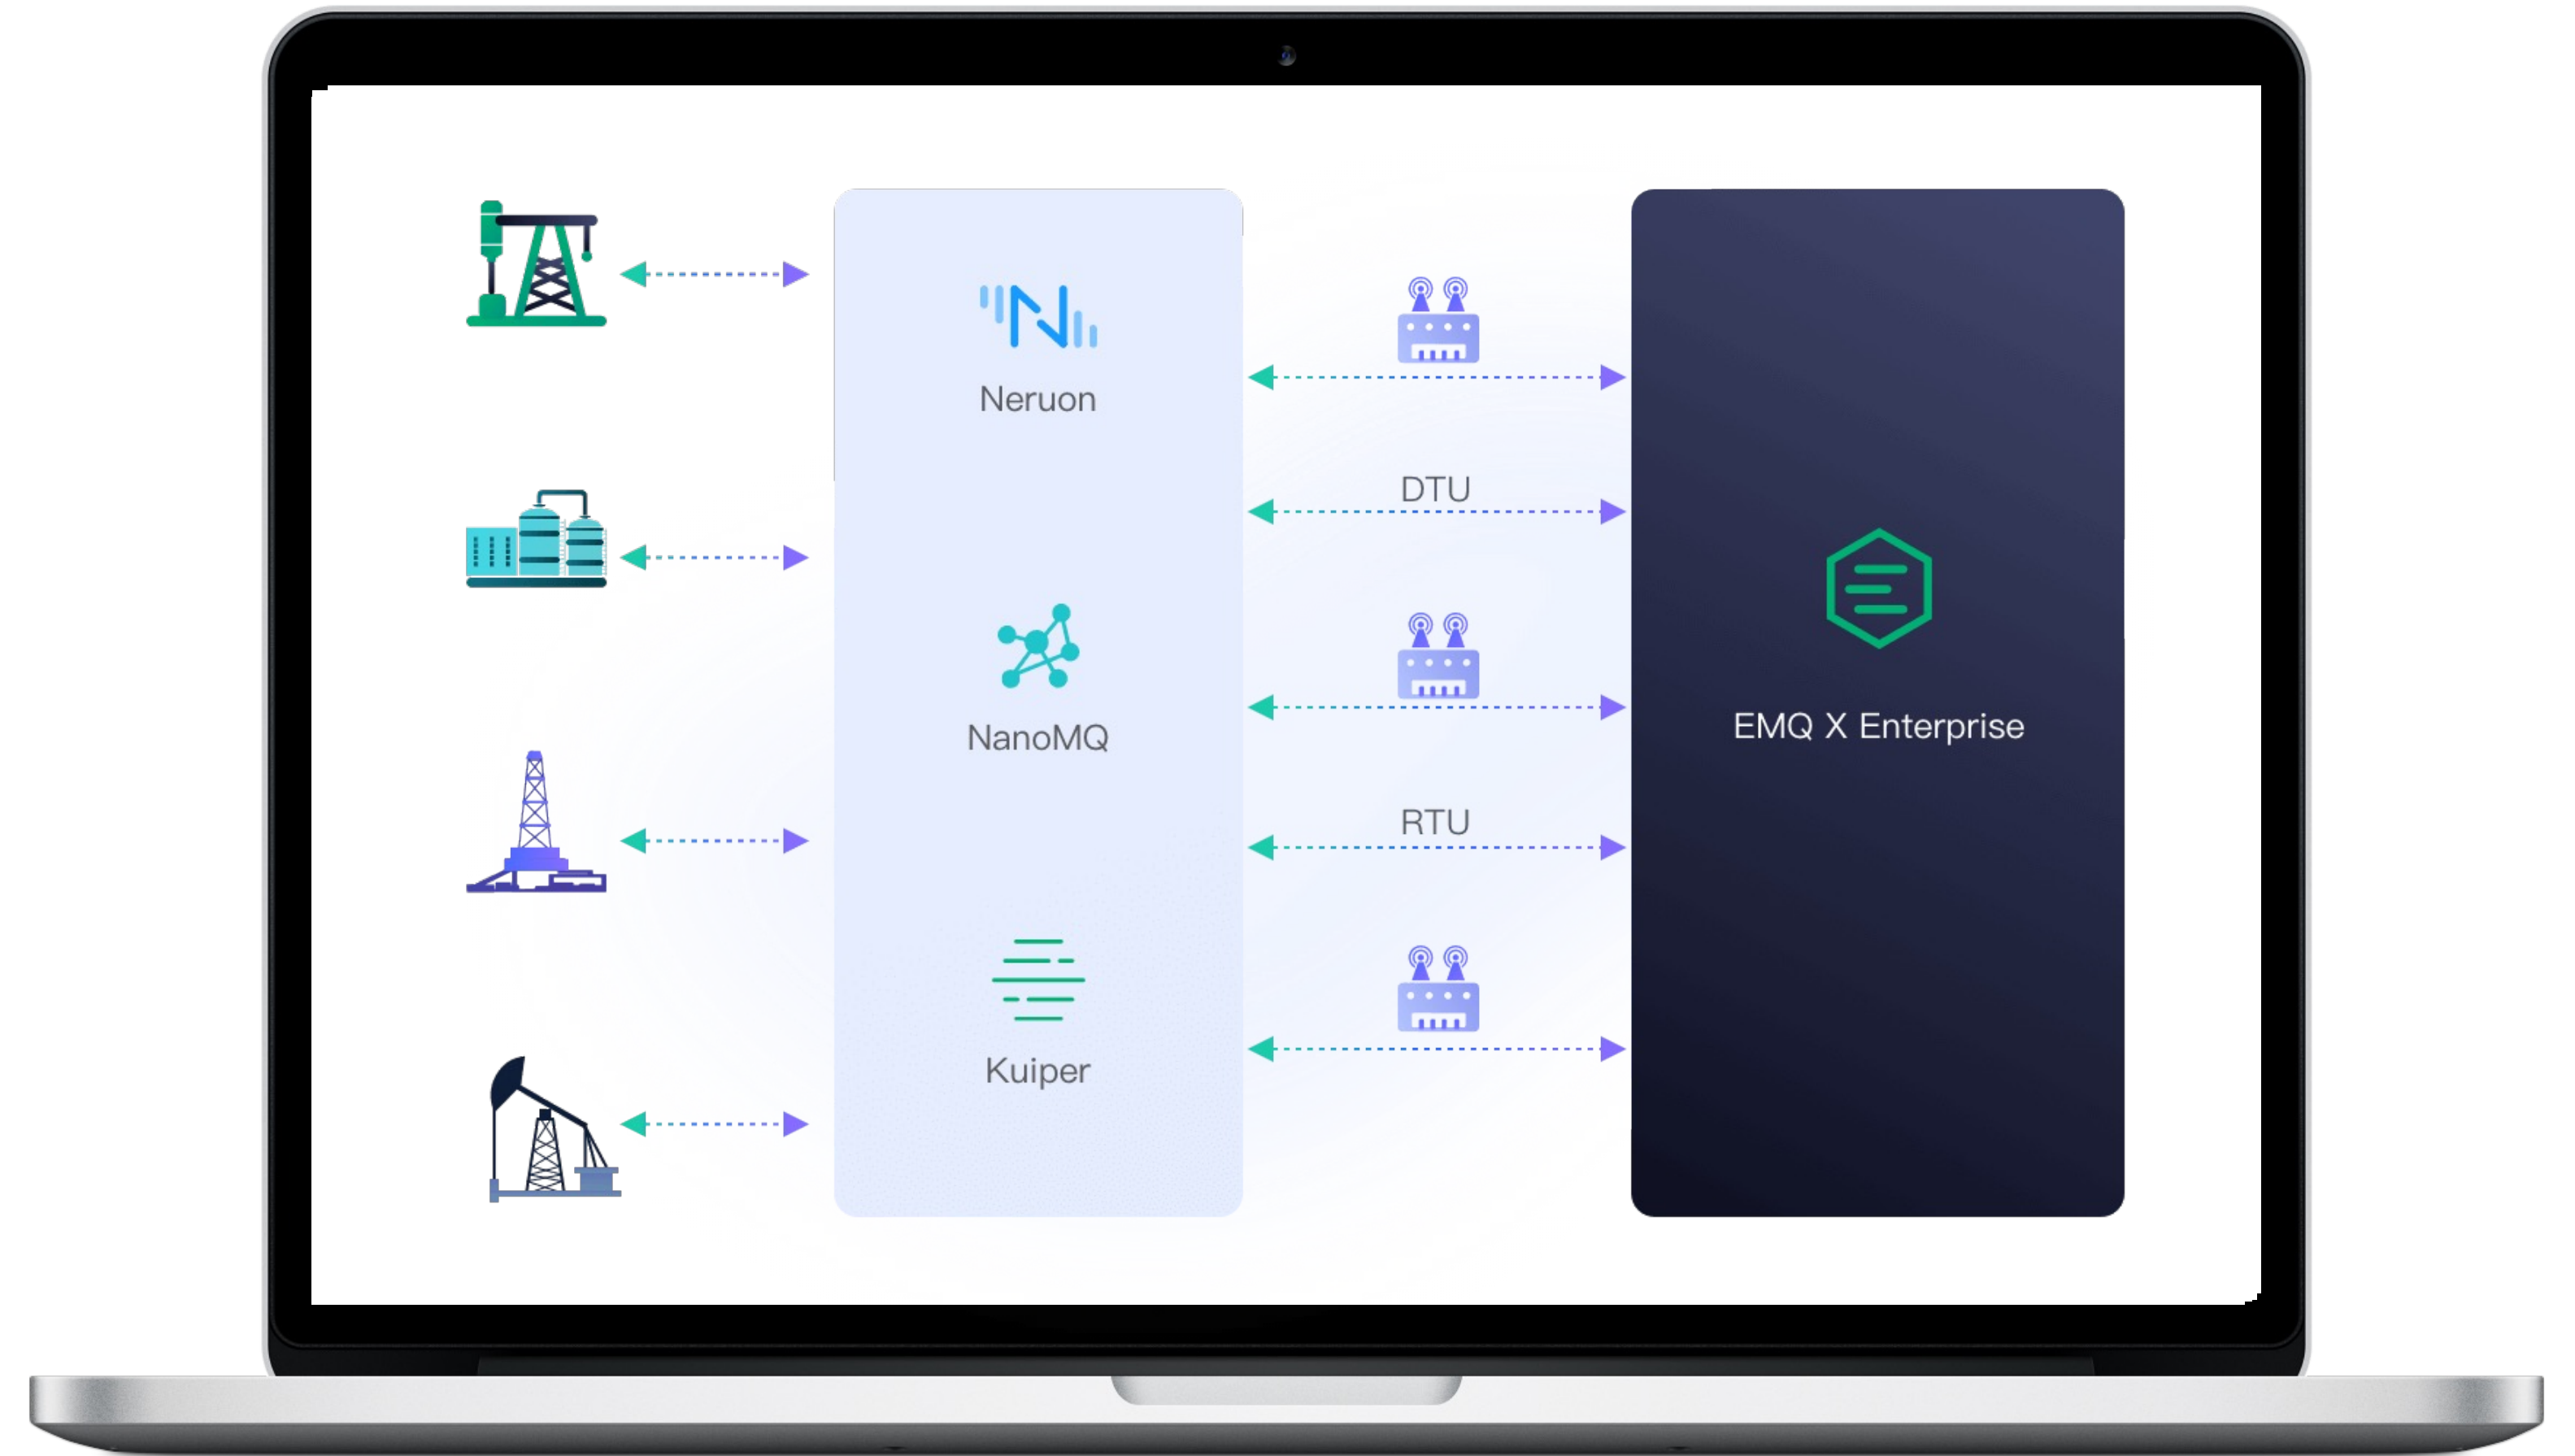 Neruon
DTU
NanoMQ
EMQ X Enterprise
RTU
Kuiper